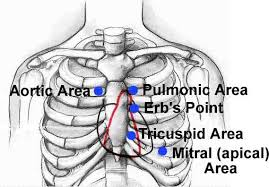 Aortic Area
Pulmonic Area
Erb's Point
Tricuspid Area
Mitral (apical)
Area